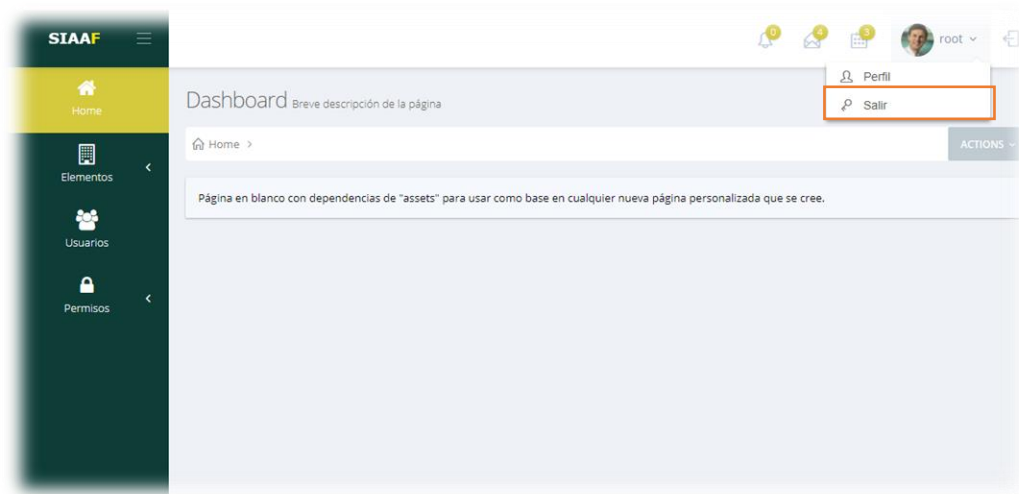 SIAAF
0
4
3
root
Perfil
Salir
Home
Dashboard Breve descripción de la página
Home >
ACTIONS
Elementos
Página en blanco con dependencias de "assets" para usar como base en cualquier nueva página personalizada que se cree.
Usuarios
Permisos